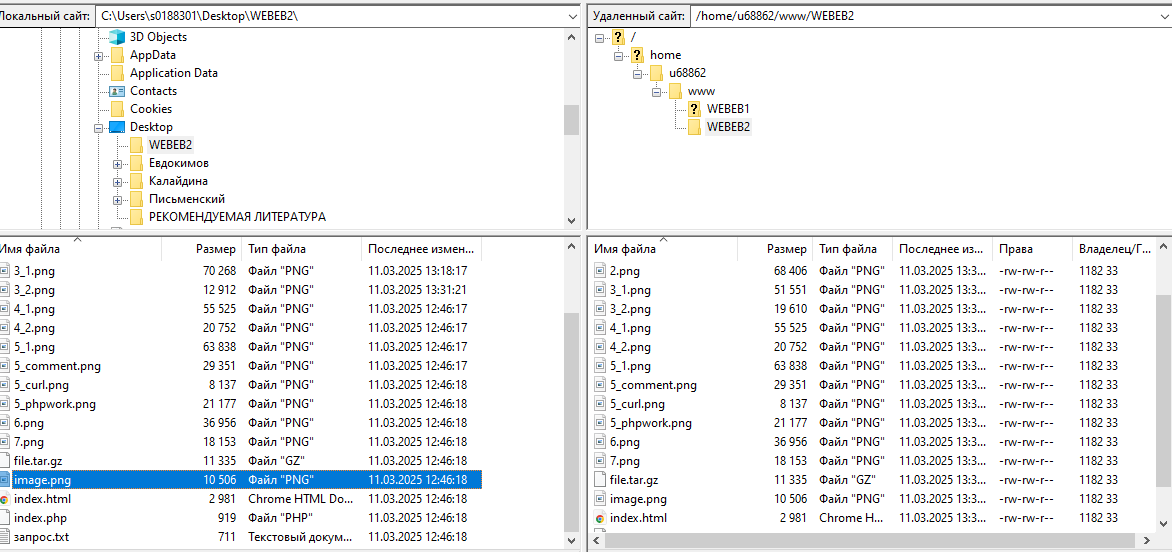 Локальный сайт: C:\Users\s0188301\Desktop\WEBEB2\
3D Objects
AppData
Application Data
Contacts
Cookies
Desktop
WEBEB2
Евдокимов
Калайдина
Письменский
РЕКОМЕНДУЕМАЯ ЛИТЕРАТУРА
Имя файла Размер Тип файла Последнее измен...
3_1.png 70 268 Файл "PNG" 11.03.2025 13:18:17
3_2.png 12 912 Файл "PNG" 11.03.2025 13:31:21
4_1.png 55 525 Файл "PNG" 11.03.2025 12:46:17
4_2.png 20 752 Файл "PNG" 11.03.2025 12:46:17
5_1.png 63 838 Файл "PNG" 11.03.2025 12:46:17
5_comment.png 29 351 Файл "PNG" 11.03.2025 12:46:17
5_curl.png 8 137 Файл "PNG" 11.03.2025 12:46:18
5_phpwork.png 21 177 Файл "PNG" 11.03.2025 12:46:18
6.png 36 956 Файл "PNG" 11.03.2025 12:46:18
7.png 18 153 Файл "PNG" 11.03.2025 12:46:18
file.tar.gz 11 335 Файл "GZ" 11.03.2025 12:46:18
image.png 10 506 Файл "PNG" 11.03.2025 12:46:18
index.html 2 981 Chrome HTML Do... 11.03.2025 12:46:18
index.php 919 Файл "PHP" 11.03.2025 12:46:18
запрос.txt 711 Текстовый докум... 11.03.2025 12:46:18
Удаленный сайт: /home/u68862/www/WEBEB2
/
home
u68862
www
WEBEB1
WEBEB2
Имя файла Размер Тип файла Последнее из... Права Владелец/Г...
2.png 68 406 Файл "PNG" 11.03.2025 13:3... -rw-rw-r-- 1182 33
3_1.png 51 551 Файл "PNG" 11.03.2025 13:3... -rw-rw-r-- 1182 33
3_2.png 19 610 Файл "PNG" 11.03.2025 13:3... -rw-rw-r-- 1182 33
4_1.png 55 525 Файл "PNG" 11.03.2025 13:3... -rw-rw-r-- 1182 33
4_2.png 20 752 Файл "PNG" 11.03.2025 13:3... -rw-rw-r-- 1182 33
5_1.png 63 838 Файл "PNG" 11.03.2025 13:3... -rw-rw-r-- 1182 33
5_comment.png 29 351 Файл "PNG" 11.03.2025 13:3... -rw-rw-r-- 1182 33
5_curl.png 8 137 Файл "PNG" 11.03.2025 13:3... -rw-rw-r-- 1182 33
5_phpwork.png 21 177 Файл "PNG" 11.03.2025 13:3... -rw-rw-r-- 1182 33
6.png 36 956 Файл "PNG" 11.03.2025 13:3... -rw-rw-r-- 1182 33
7.png 18 153 Файл "PNG" 11.03.2025 13:3... -rw-rw-r-- 1182 33
file.tar.gz 11 335 Файл "GZ" 11.03.2025 13:3... -rw-rw-r-- 1182 33
image.png 10 506 Файл "PNG" 11.03.2025 13:3... -rw-rw-r-- 1182 33
index.html 2 981 Chrome H... 11.03.2025 13:3... -rw-rw-r-- 1182 33